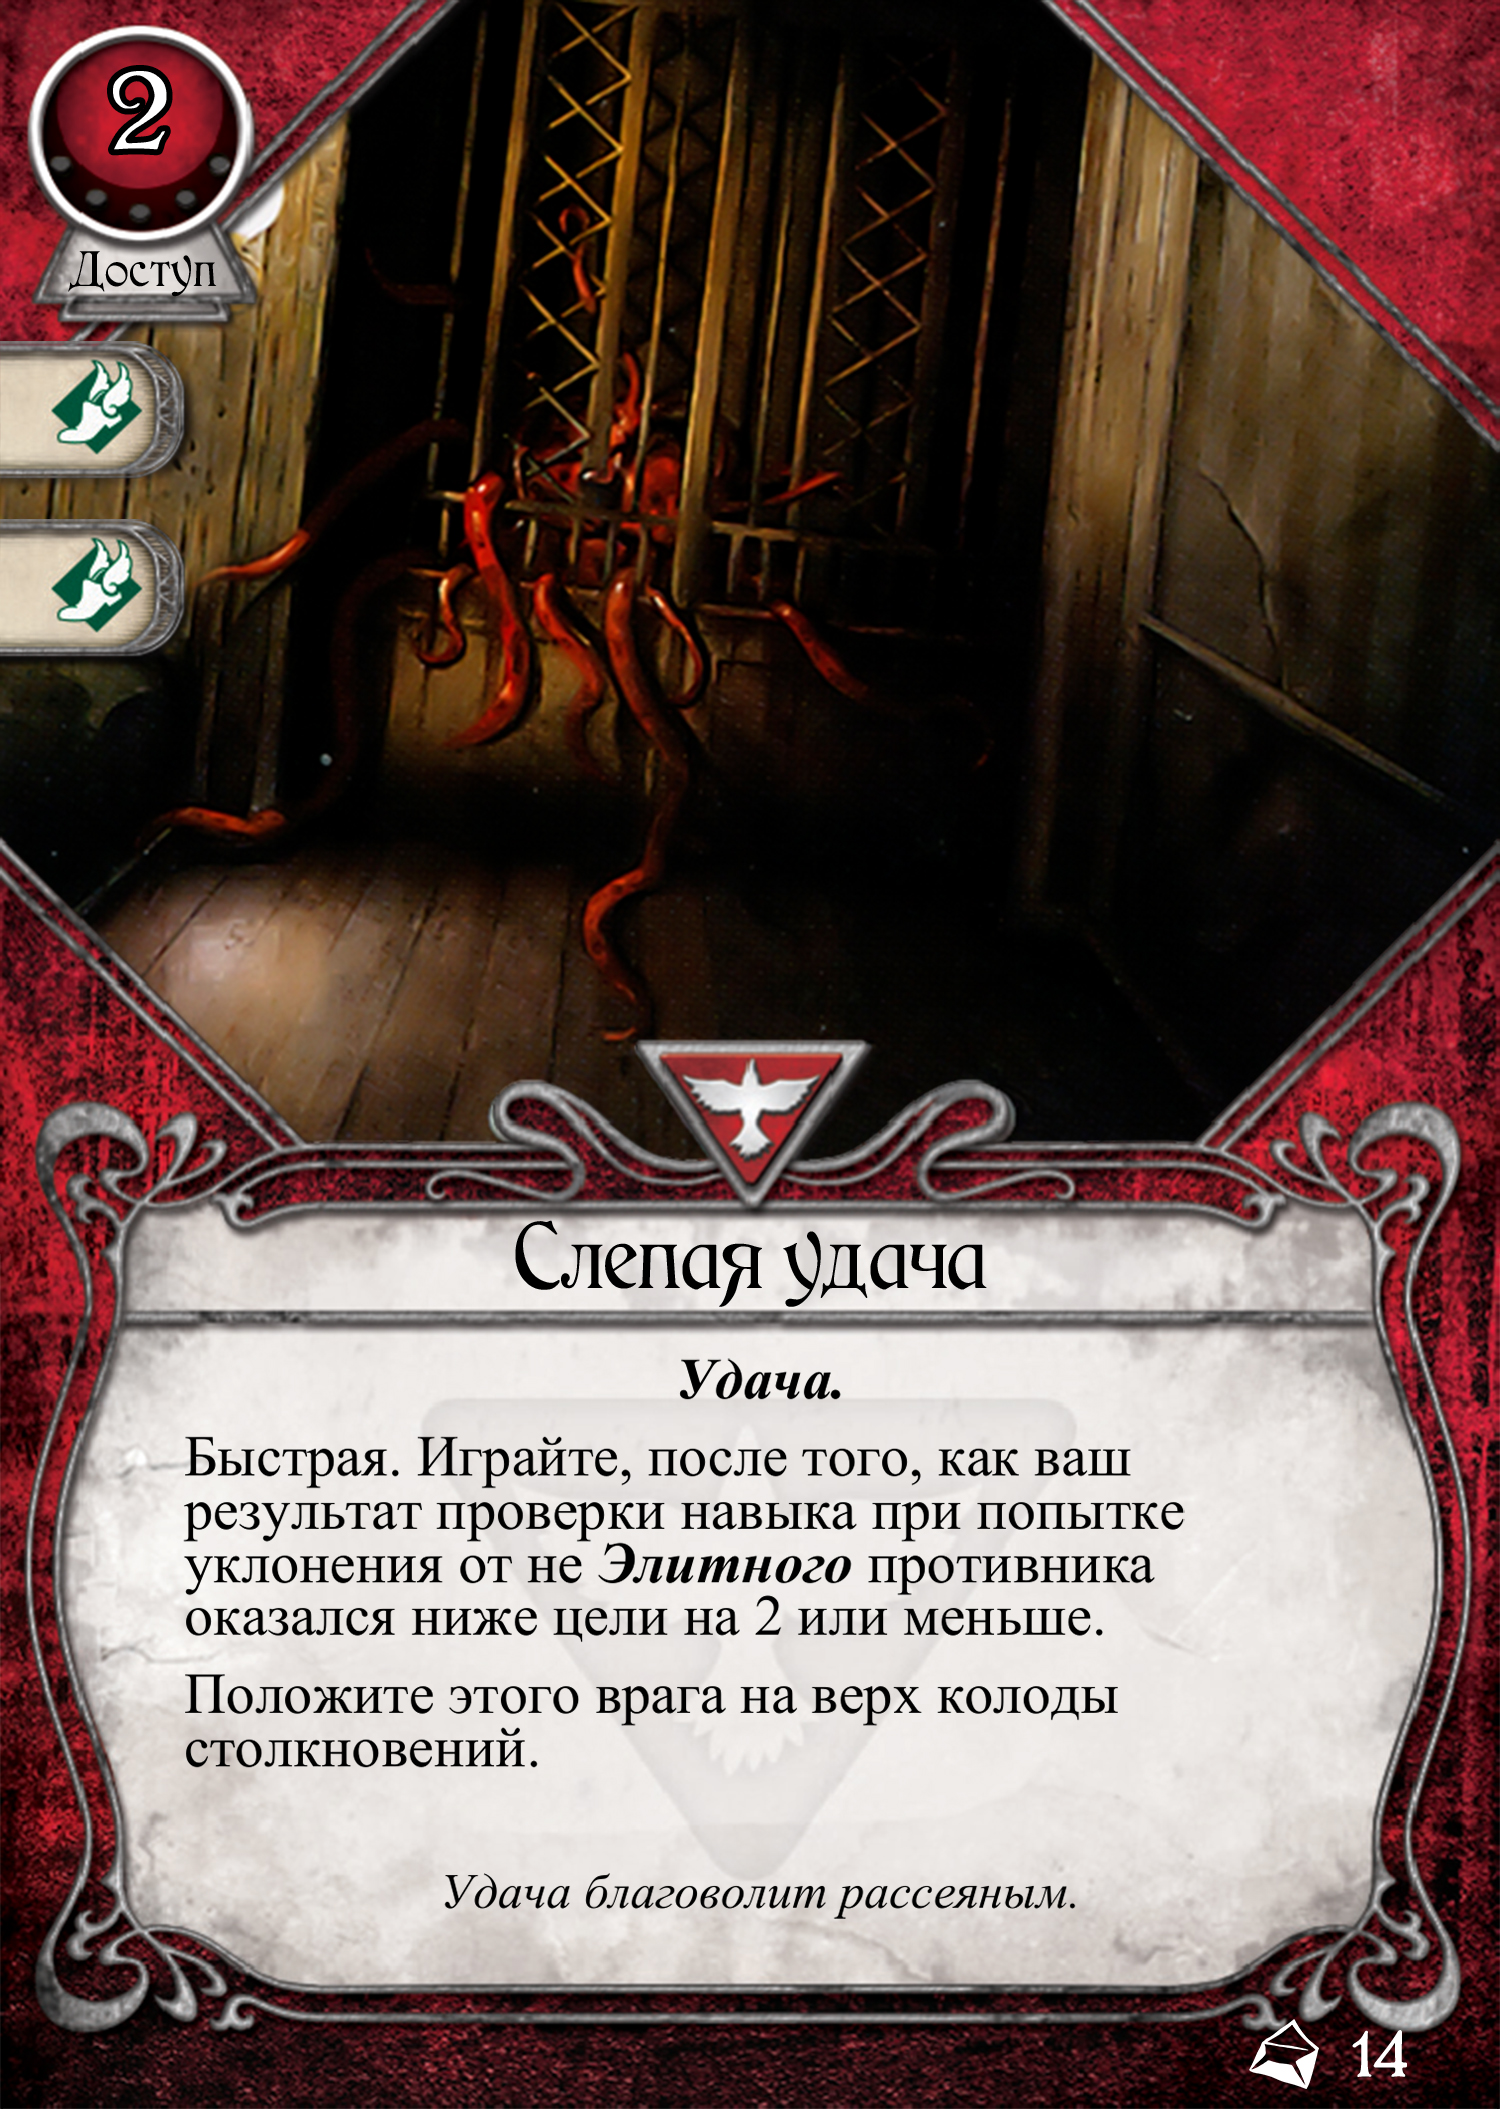 2
Доступ
Слепая удача
Удача.
Быстрая. Играйте, после того, как ваш
результат проверки навыка при попытке
уклонения от не Элитного противника
оказался ниже цели на 2 или меньше.
Положите этого врага на верх колоды
столкновений.
Удача благоволит рассеяным.
14